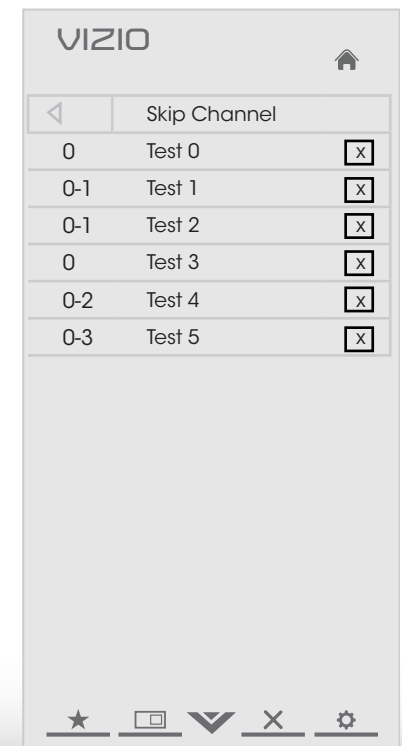 VIZIO
Skip Channel
0 Test 0 x
0-1 Test 1 x
0-1 Test 2 x
0 Test 3 x
0-2 Test 4 x
0-3 Test 5 x